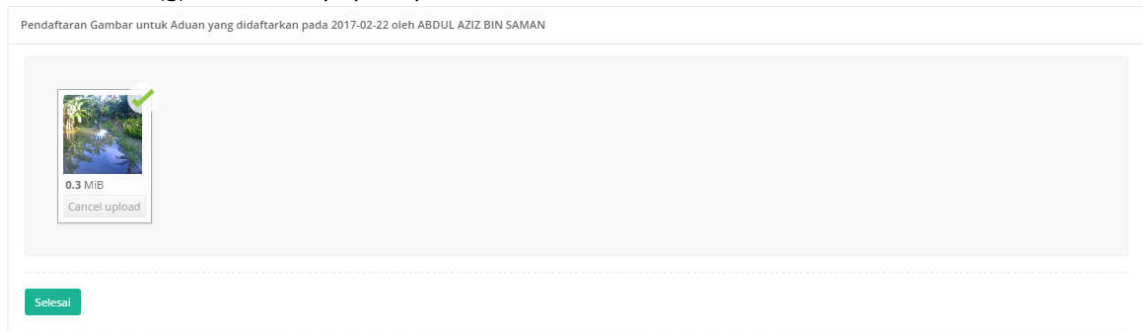 Pendaftaran Gambar untuk Aduan yang didaftarkan pada 2017-02-22 oleh ABDUL AZIZ BIN SAMAN
0.3 MiB
Cancel upload
Selesai